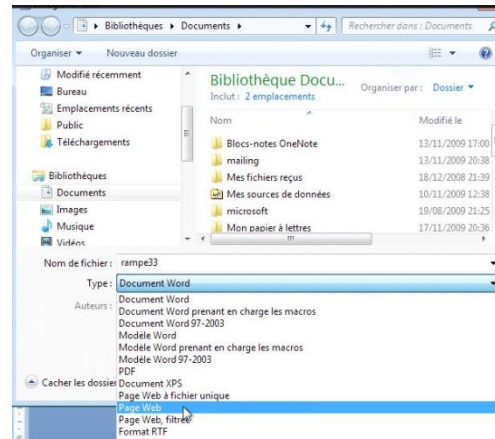 Bibliothèques Documents
Rechercher dans : Documents
Organiser Nouveau dossier
Modifié récemment
Bureau
Emplacements récents
Public
Téléchargements
Bibliothèques
Documents
Images
Musique
Vidéos
Bibliothèque Docu...
Inclut : 2 emplacements
Organiser par : Dossier
Nom Modifié le
Blocs-notes OneNote 13/11/2009 17:00
mailing 13/11/2009 20:38
Mes fichiers reçus 18/12/2008 21:39
Mes sources de données 10/11/2009 12:38
microsoft 19/08/2009 21:25
Mon papier à lettres 17/11/2009 20:36
Nom de fichier : rampe33
Type : Document Word
Auteurs :
Document Word
Document Word prenant en charge les macros
Document Word 97-2003
Modèle Word
Modèle Word prenant en charge les macros
Modèle Word 97-2003
PDF
Cacher les dossier
Document XPS
Page Web à fichier unique
Page Web
Page Web, filtrée
Format RTF